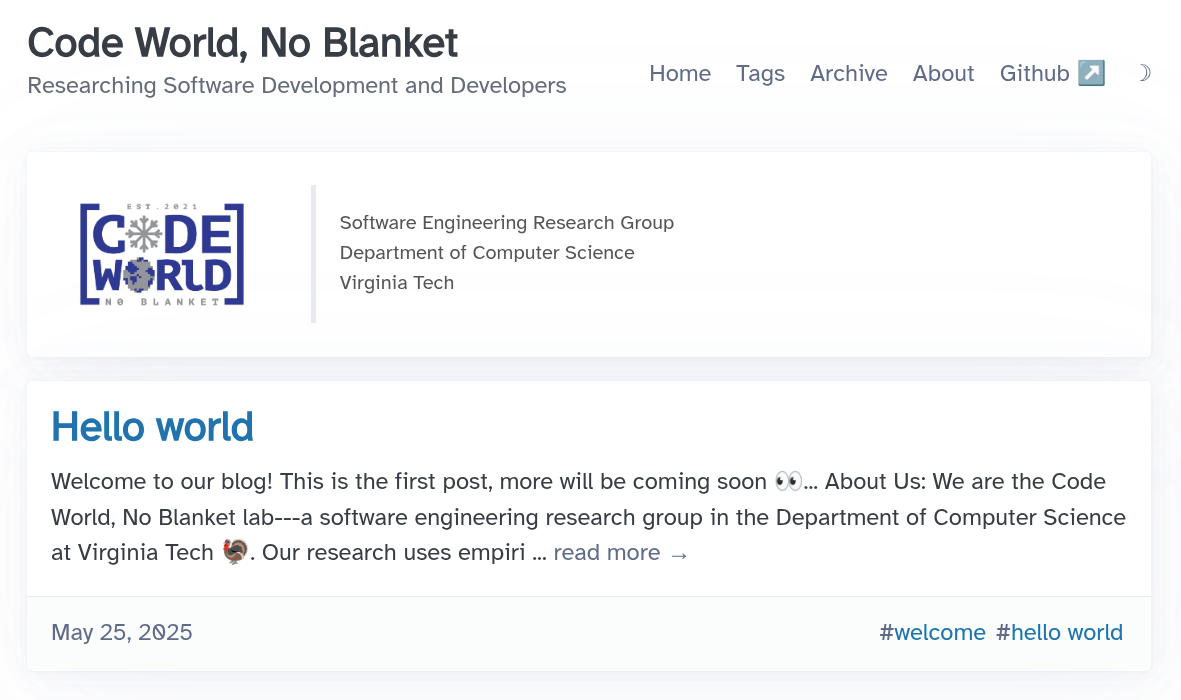 Code World, No Blanket
Researching Software Development and Developers
Home Tags Archive About Github ↗️ ☽
EST.2021
C❄DE
WORLD
NO BLANKET
Software Engineering Research Group
Department of Computer Science
Virginia Tech
Hello world
Welcome to our blog! This is the first post, more will be coming soon 👀... About Us: We are the Code
World, No Blanket lab---a software engineering research group in the Department of Computer Science
at Virginia Tech 🦃. Our research uses empiri ... read more →
May 25, 2025
#welcome #hello world